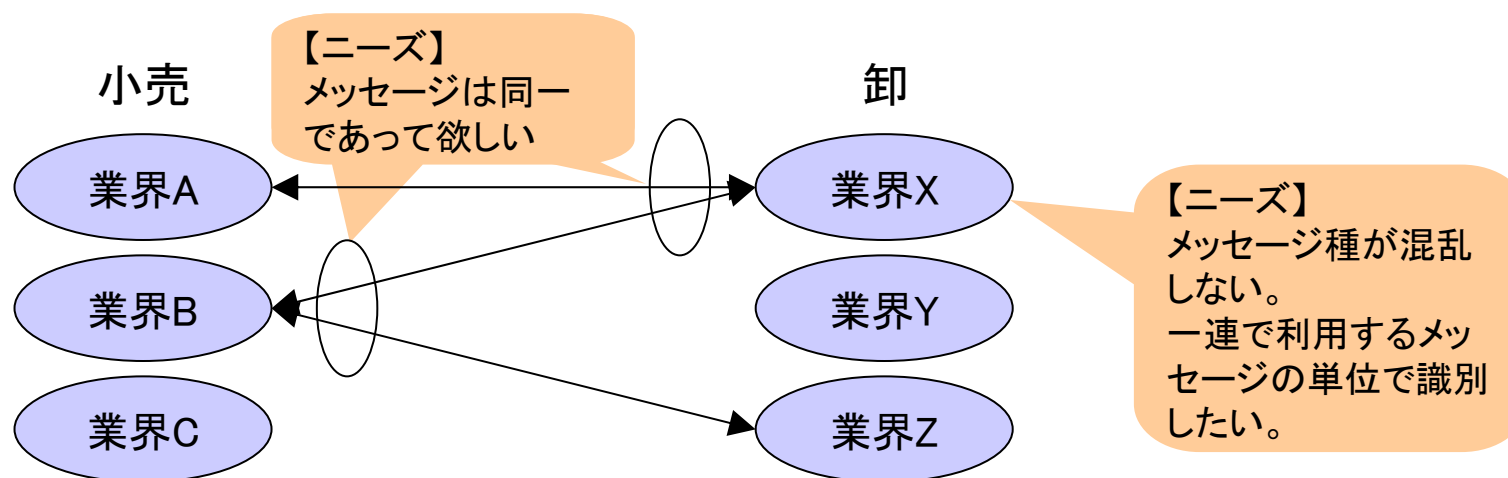 【ニーズ】
メッセージは同一
であって欲しい
小売
卸
業界A
業界X
業界B
業界Y
業界C
業界Z
【ニーズ】
メッセージ種が混乱
しない。
一連で利用するメッ
セージの単位で識別
したい。